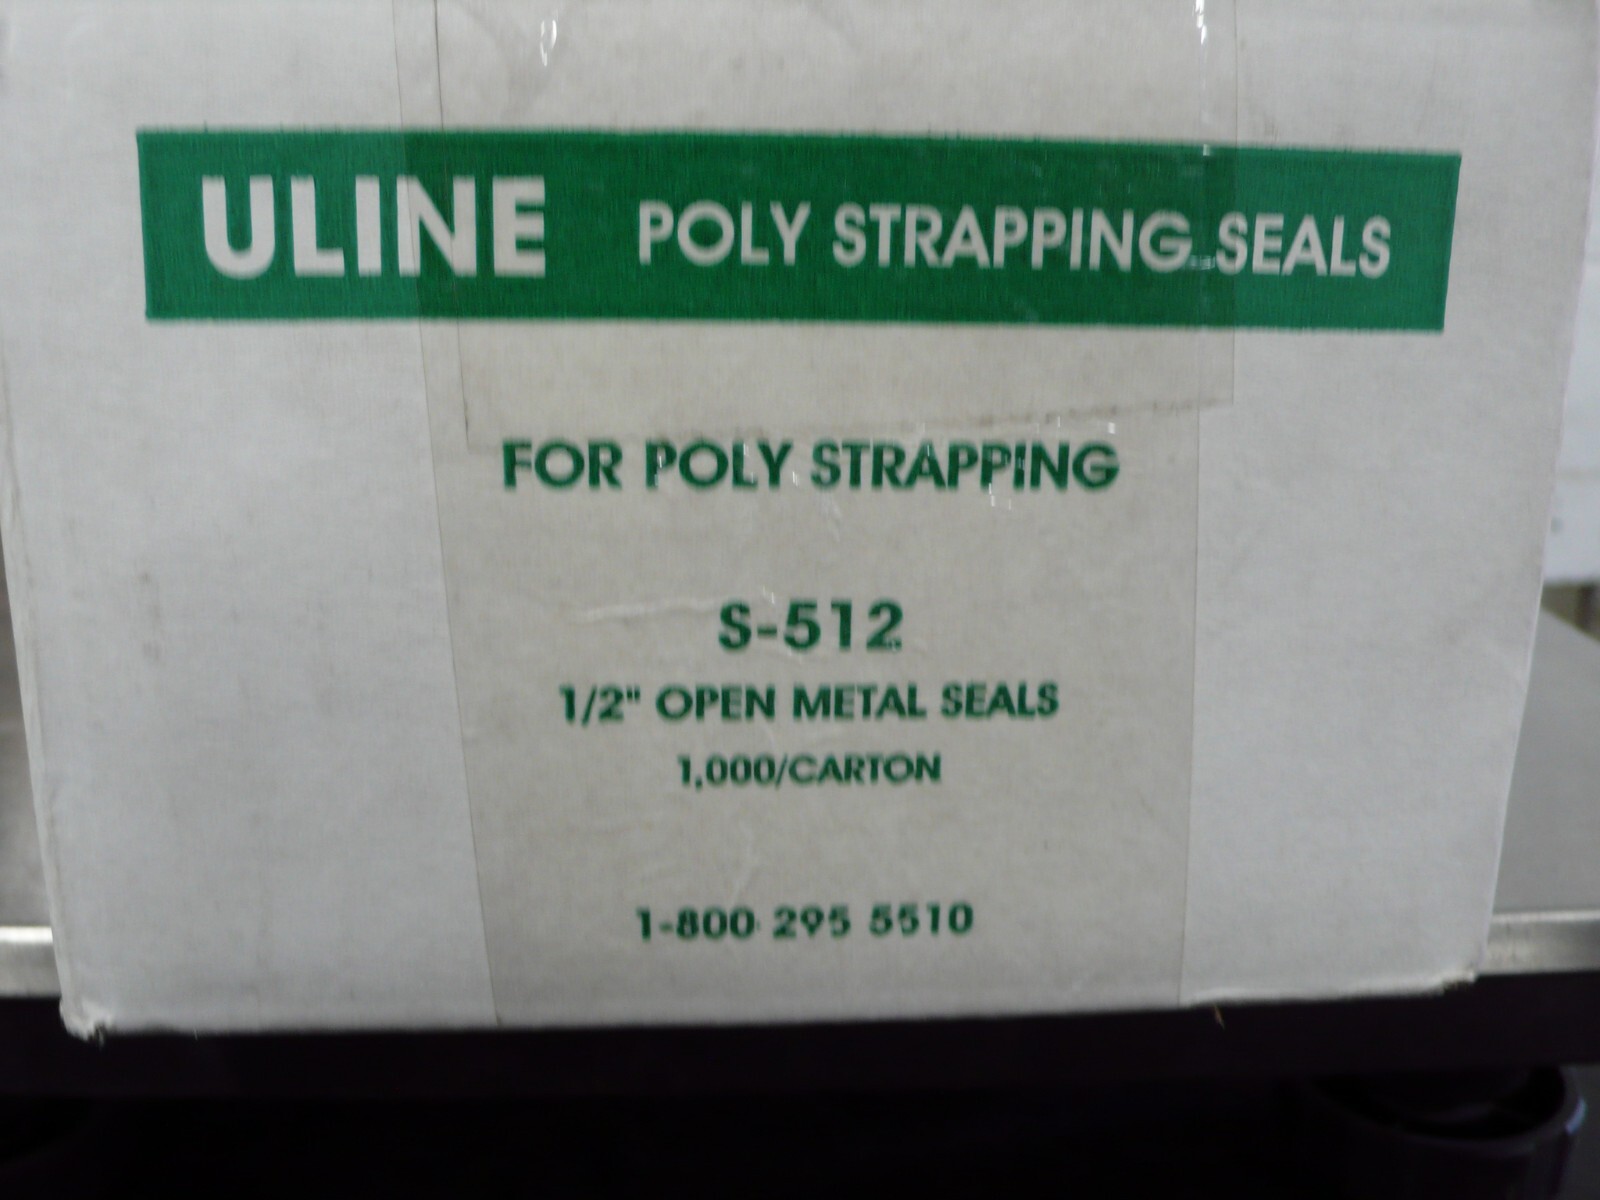 ULINE POLY STRAPPING SEALS
FOR POLY STRAPPING
S-512
1/2" OPEN METAL SEALS
1,000/CARTON
1-800 295 5510